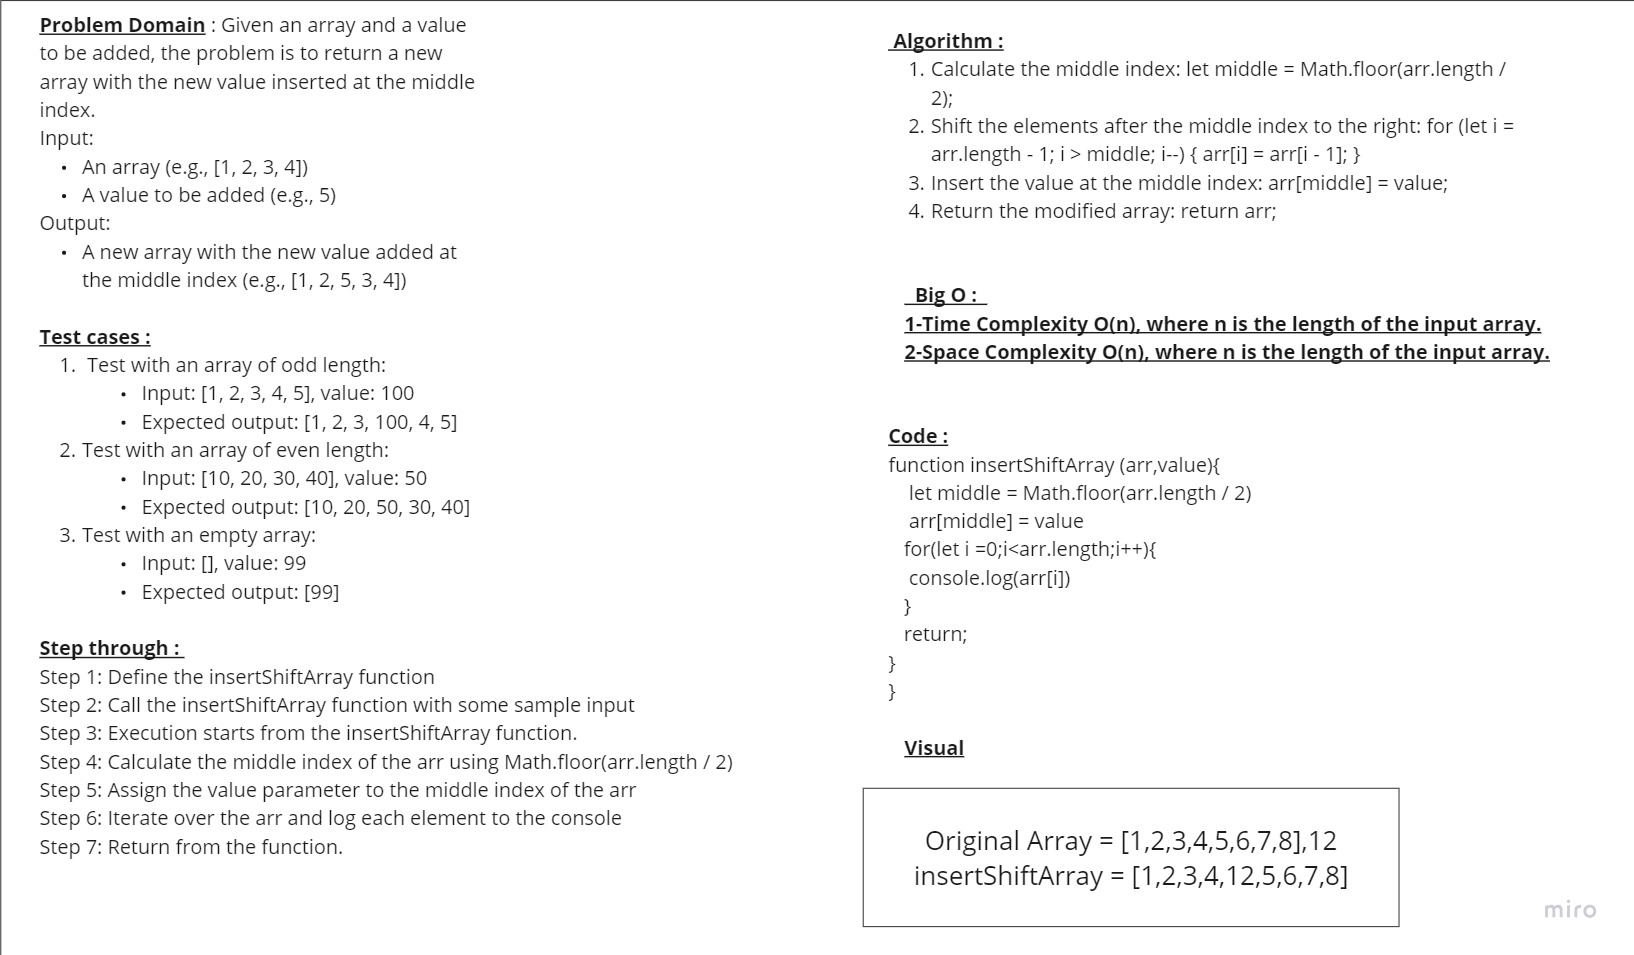 Problem Domain : Given an array and a value
to be added, the problem is to return a new
array with the new value inserted at the middle
index.
Input:
• An array (e.g., [1, 2, 3, 4])
• A value to be added (e.g., 5)
Output:
• A new array with the new value added at
the middle index (e.g., [1, 2, 5, 3, 4])
Test cases :
1. Test with an array of odd length:
• Input: [1, 2, 3, 4, 5], value: 100
• Expected output: [1, 2, 3, 100, 4, 5]
2. Test with an array of even length:
• Input: [10, 20, 30, 40], value: 50
• Expected output: [10, 20, 50, 30, 40]
3. Test with an empty array:
• Input: [], value: 99
• Expected output: [99]
Step through :
Step 1: Define the insertShiftArray function
Step 2: Call the insertShiftArray function with some sample input
Step 3: Execution starts from the insertShiftArray function.
Step 4: Calculate the middle index of the arr using Math.floor(arr.length / 2)
Step 5: Assign the value parameter to the middle index of the arr
Step 6: Iterate over the arr and log each element to the console
Step 7: Return from the function.
Algorithm :
1. Calculate the middle index: let middle = Math.floor(arr.length /
2);
2. Shift the elements after the middle index to the right: for (let i =
arr.length - 1; i > middle; i--) { arr[i] = arr[i - 1]; }
3. Insert the value at the middle index: arr[middle] = value;
4. Return the modified array: return arr;
Big O :
1-Time Complexity O(n), where n is the length of the input array.
2-Space Complexity O(n), where n is the length of the input array.
Code :
function insertShiftArray (arr,value){
let middle = Math.floor(arr.length / 2)
arr[middle] = value
for(let i =0;i<arr.length;i++){
console.log(arr[i])
}
return;
}
}
Visual
Original Array = [1,2,3,4,5,6,7,8],12
insertShiftArray = [1,2,3,4,12,5,6,7,8]
miro